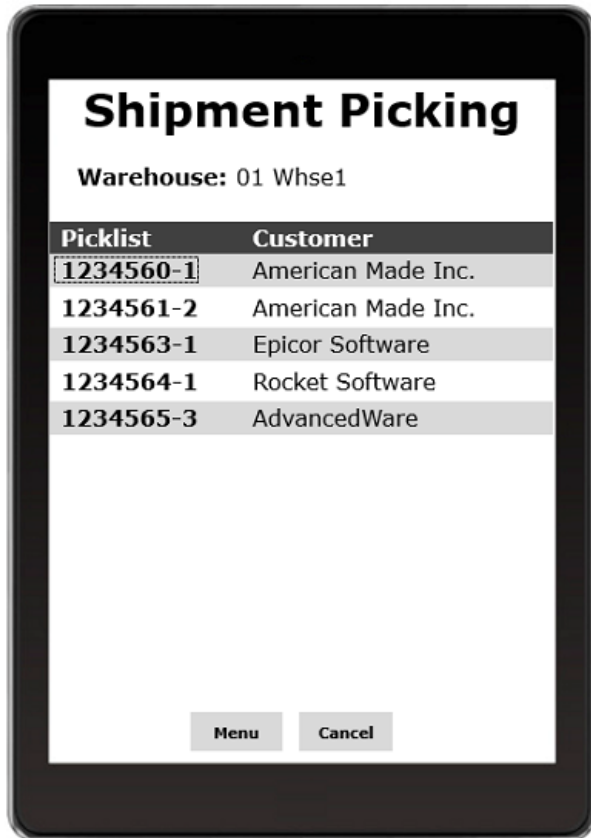 Shipment Picking
Warehouse: 01 Whse1
Picklist Customer
1234560-1 American Made Inc.
1234561-2 American Made Inc.
1234563-1 Epicor Software
1234564-1 Rocket Software
1234565-3 AdvancedWare
Menu Cancel